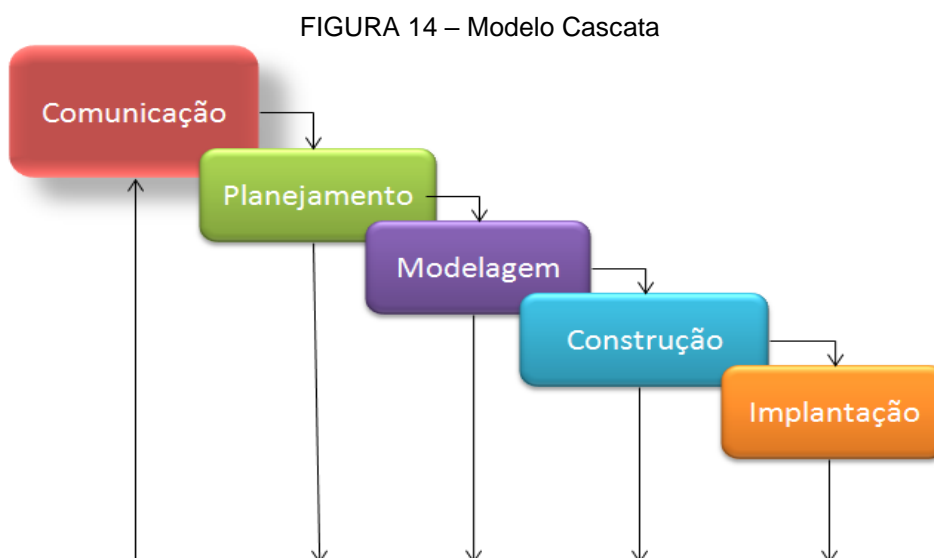 FIGURA 14 – Modelo Cascata
Comunicação
Planejamento
Modelagem
Construção
Implantação